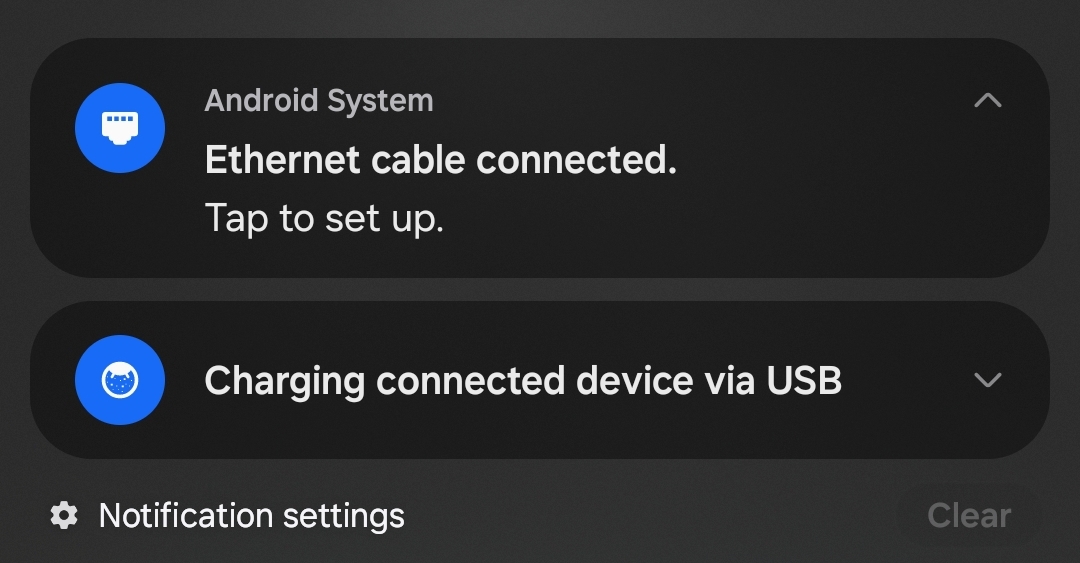 Android System
Ethernet cable connected.
Tap to set up.
Charging connected device via USB
Notification settings
Clear